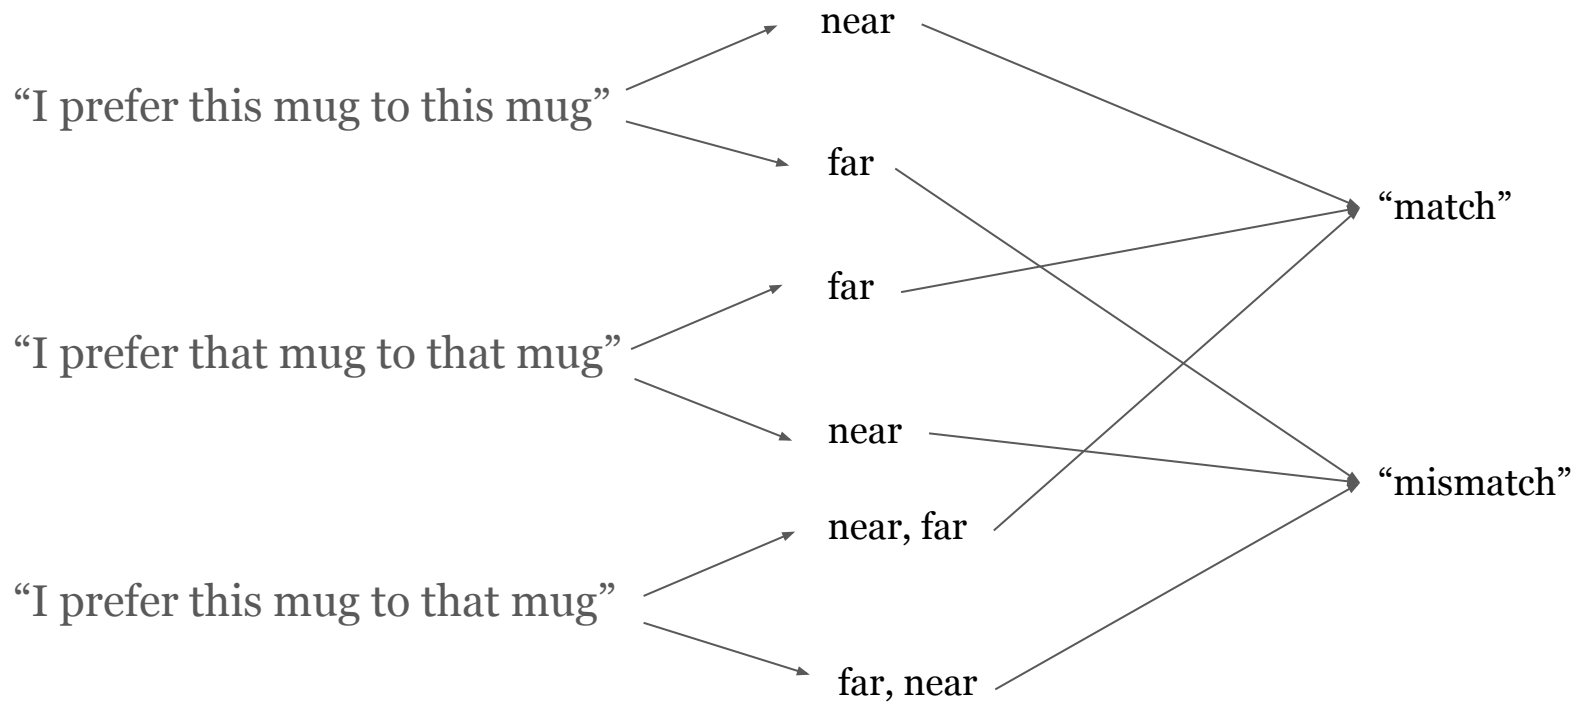 near
“I prefer this mug to this mug”
far
“match”
far
“I prefer that mug to that mug”
near
“mismatch”
near, far
“I prefer this mug to that mug”
far, near